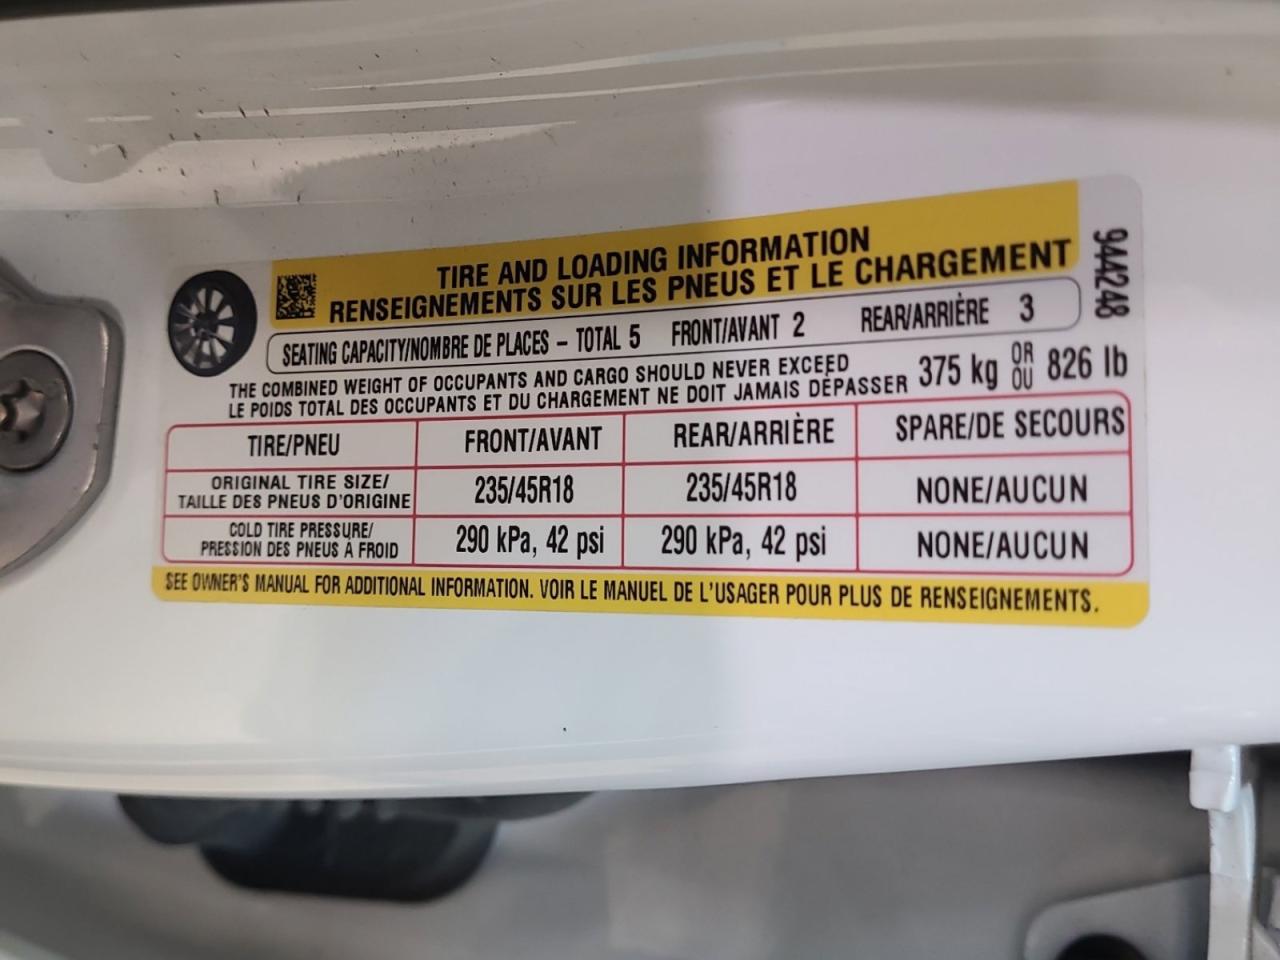 TIRE AND LOADING INFORMATION
RENSEIGNEMENTS SUR LES PNEUS ET LE CHARGEMENT
9442248
SEATING CAPACITY/NOMBRE DE PLACES – TOTAL 5 FRONT/AVANT 2 REAR/ARRIÈRE 3
THE COMBINED WEIGHT OF OCCUPANTS AND CARGO SHOULD NEVER EXCEED
LE POIDS TOTAL DES OCCUPANTS ET DU CHARGEMENT NE DOIT JAMAIS DÉPASSER
375 kg OR OU 826 lb
TIRE/PNEU FRONT/AVANT REAR/ARRIÈRE SPARE/DE SECOURS
ORIGINAL TIRE SIZE/
TAILLE DES PNEUS D'ORIGINE
235/45R18 235/45R18 NONE/AUCUN
COLD TIRE PRESSURE/
PRESSION DES PNEUS À FROID
290 kPa, 42 psi 290 kPa, 42 psi NONE/AUCUN
SEE OWNER'S MANUAL FOR ADDITIONAL INFORMATION. VOIR LE MANUEL DE L'USAGER POUR PLUS DE RENSEIGNEMENTS.